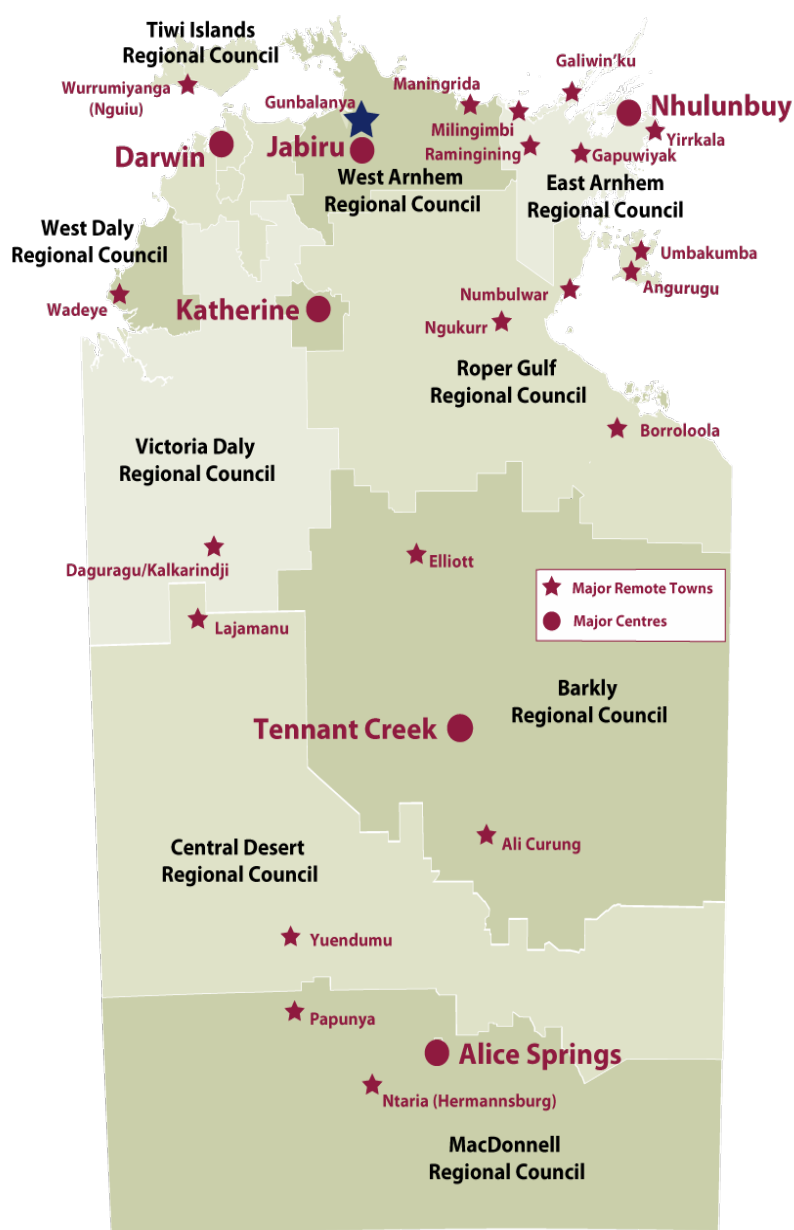 Tiwi Islands
Regional Council
Wurrumiyanga
(Nguiu)
Gunbalanya
Maningrida
Galiwin’ku
Nhulunbuy
Milingimbi
Yirrkala
Darwin
Jabiru
Ramingining
Gapuwiyak
West Arnhem
Regional Council
East Arnhem
Regional Council
West Daly
Regional Council
Umbakumba
Angurugu
Wadeye
Katherine
Numbulwar
Ngukurr
Roper Gulf
Regional Council
Borroloola
Victoria Daly
Regional Council
Daguragu/Kalkarindji
Elliott
Major Remote Towns
Major Centres
Lajamanu
Barkly
Regional Council
Tennant Creek
Ali Curung
Central Desert
Regional Council
Yuendumu
Papunya
Alice Springs
Ntaria (Hermannsburg)
MacDonnell
Regional Council